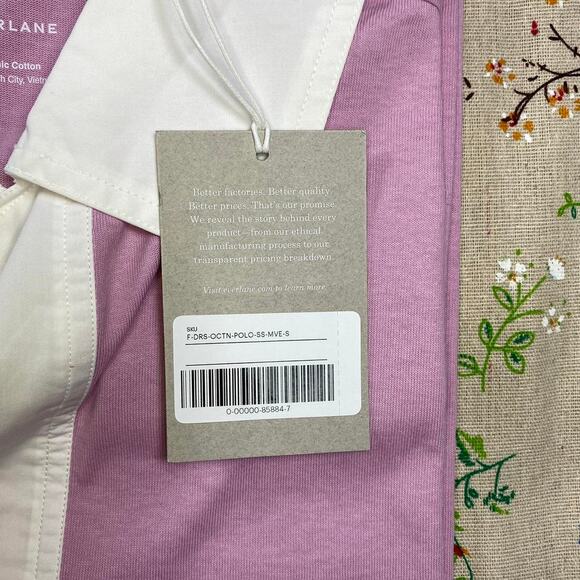 RLANE
ic Cotton
h City, Vietn
Better factories. Better quality.
Better prices. That's our promise.
We reveal the story behind every
product—from our ethical
manufacturing process to our
transparent pricing breakdown.
Visit everlane.com to learn more.
SKU
F-DRS-OCTN-POLO-SS-MVE-S
0-00000-85884-7